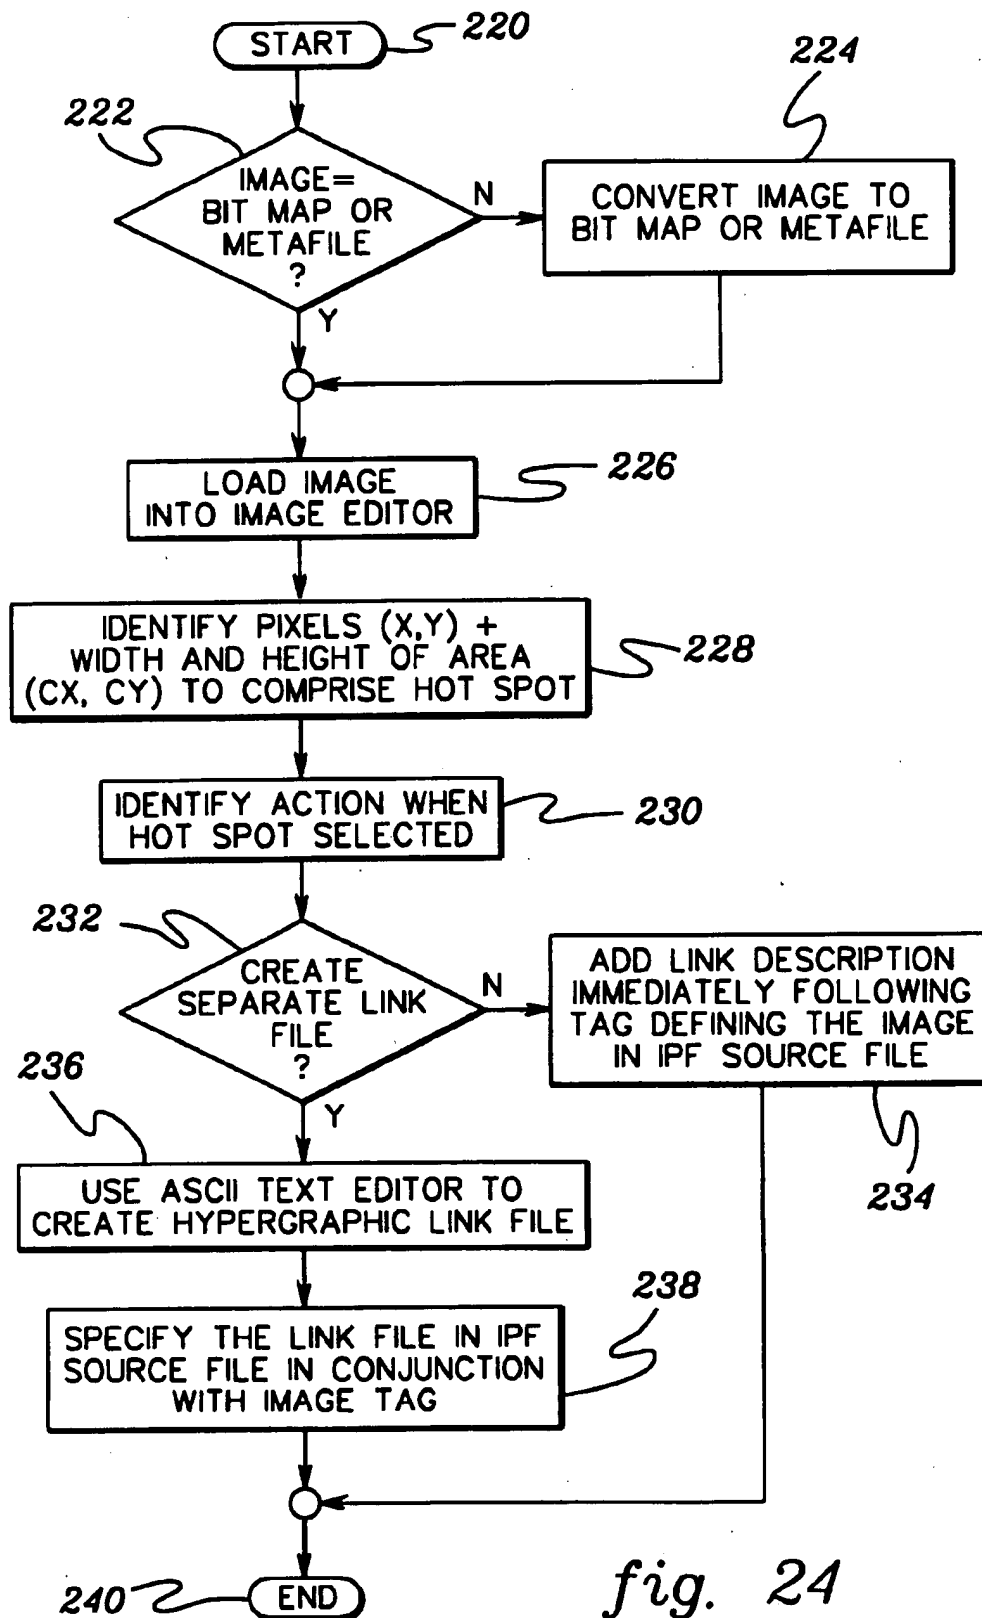 START
220
222
224
IMAGE=
BIT MAP OR
METAFILE
?
N
Y
CONVERT IMAGE TO
BIT MAP OR METAFILE
LOAD IMAGE
INTO IMAGE EDITOR
226
IDENTIFY PIXELS (X,Y) +
WIDTH AND HEIGHT OF AREA
(CX, CY) TO COMPRISE HOT SPOT
228
IDENTIFY ACTION WHEN
HOT SPOT SELECTED
230
232
CREATE
SEPARATE LINK
FILE
?
N
Y
ADD LINK DESCRIPTION
IMMEDIATELY FOLLOWING
TAG DEFINING THE IMAGE
IN IPF SOURCE FILE
234
236
USE ASCII TEXT EDITOR TO
CREATE HYPERGRAPHIC LINK FILE
238
SPECIFY THE LINK FILE IN IPF
SOURCE FILE IN CONJUNCTION
WITH IMAGE TAG
240
END
fig. 24